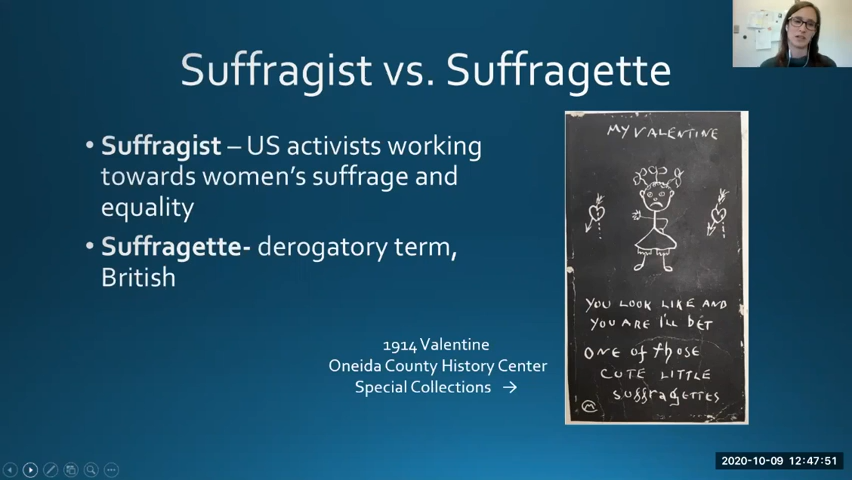 Suffragist vs. Suffragette
• Suffragist – US activists working
towards women's suffrage and
equality
• Suffragette- derogatory term,
British
1914 Valentine
Oneida County History Center
Special Collections →
MY VALENTINE
YOU LOOK LIKE AND
YOU ARE I'LL BET
ONE of those
CUTE LITTLE
suffragettes
M
2020-10-09 12:47:51